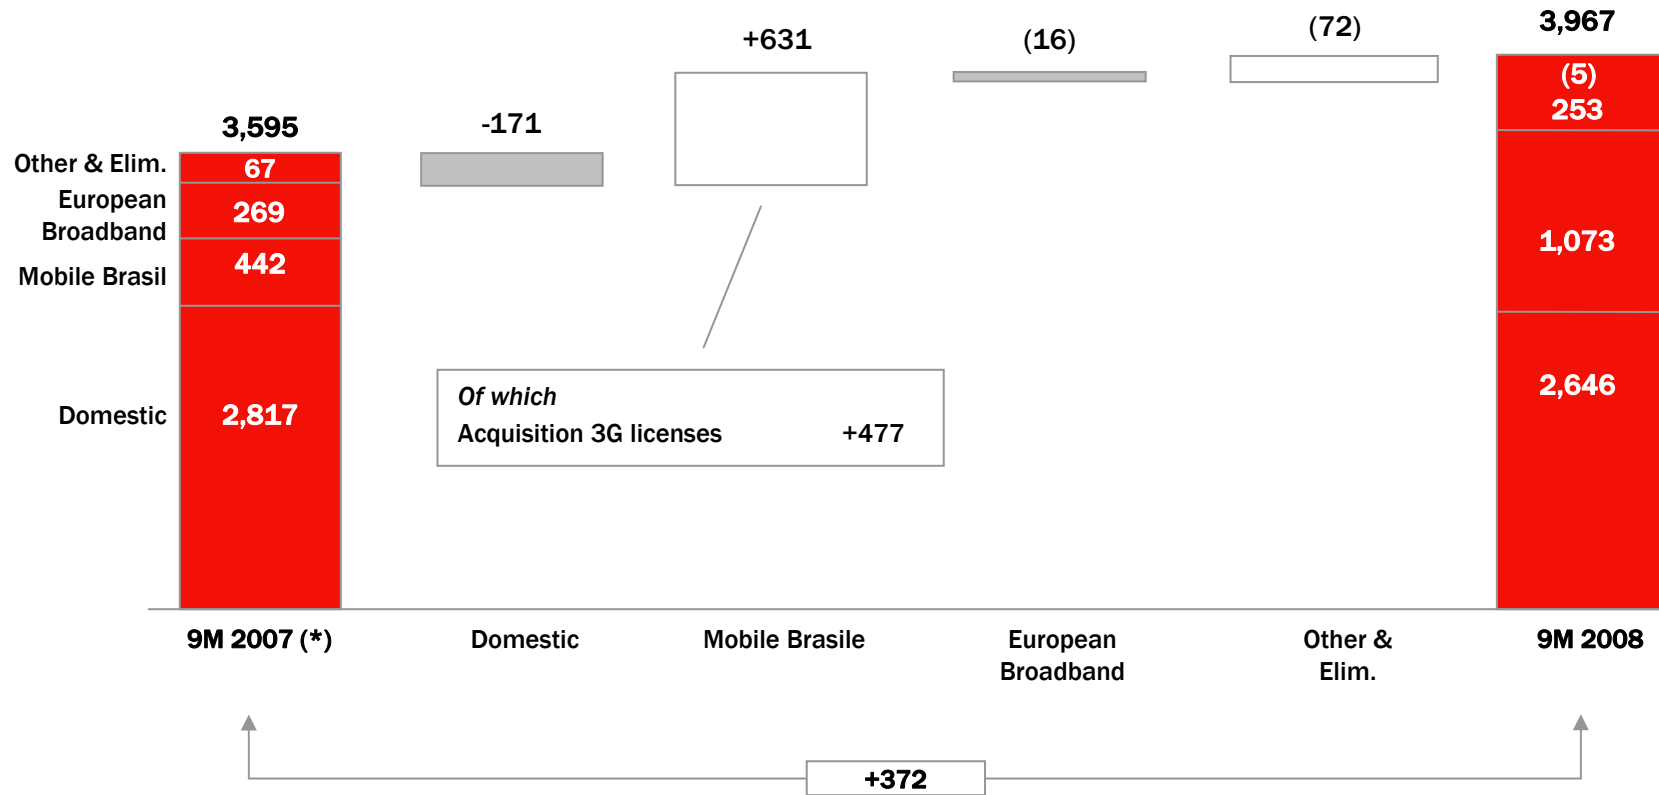 3,595
-171
+631
(16)
(72)
3,967
Other & Elim.
67
European
Broadband
269
Mobile Brasil
442
Domestic
2,817
(5)
253
1,073
2,646
Of which
Acquisition 3G licenses +477
9M 2007 (*)
Domestic
Mobile Brasile
European
Broadband
Other &
Elim.
9M 2008
+372